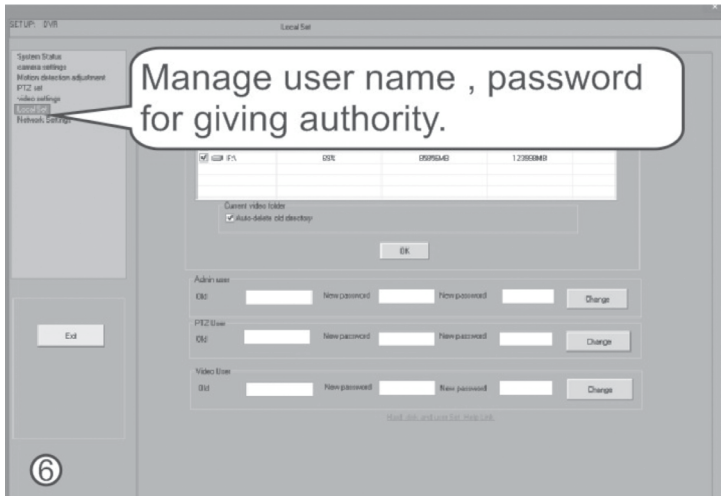 SETUP: DVR
Local Set
System Status
camera settings
Motion detection adjustment
PTZ set
video settings
Local Set
Network Settings
Manage user name , password
for giving authority.
F:\ 69% 85056MB 123999MB
Current video folder
Auto-delete old directory
OK
Admin user
Old New password New password Change
Exit
PTZ User
Old New password New password Change
Video User
Old New password New password Change
⑥